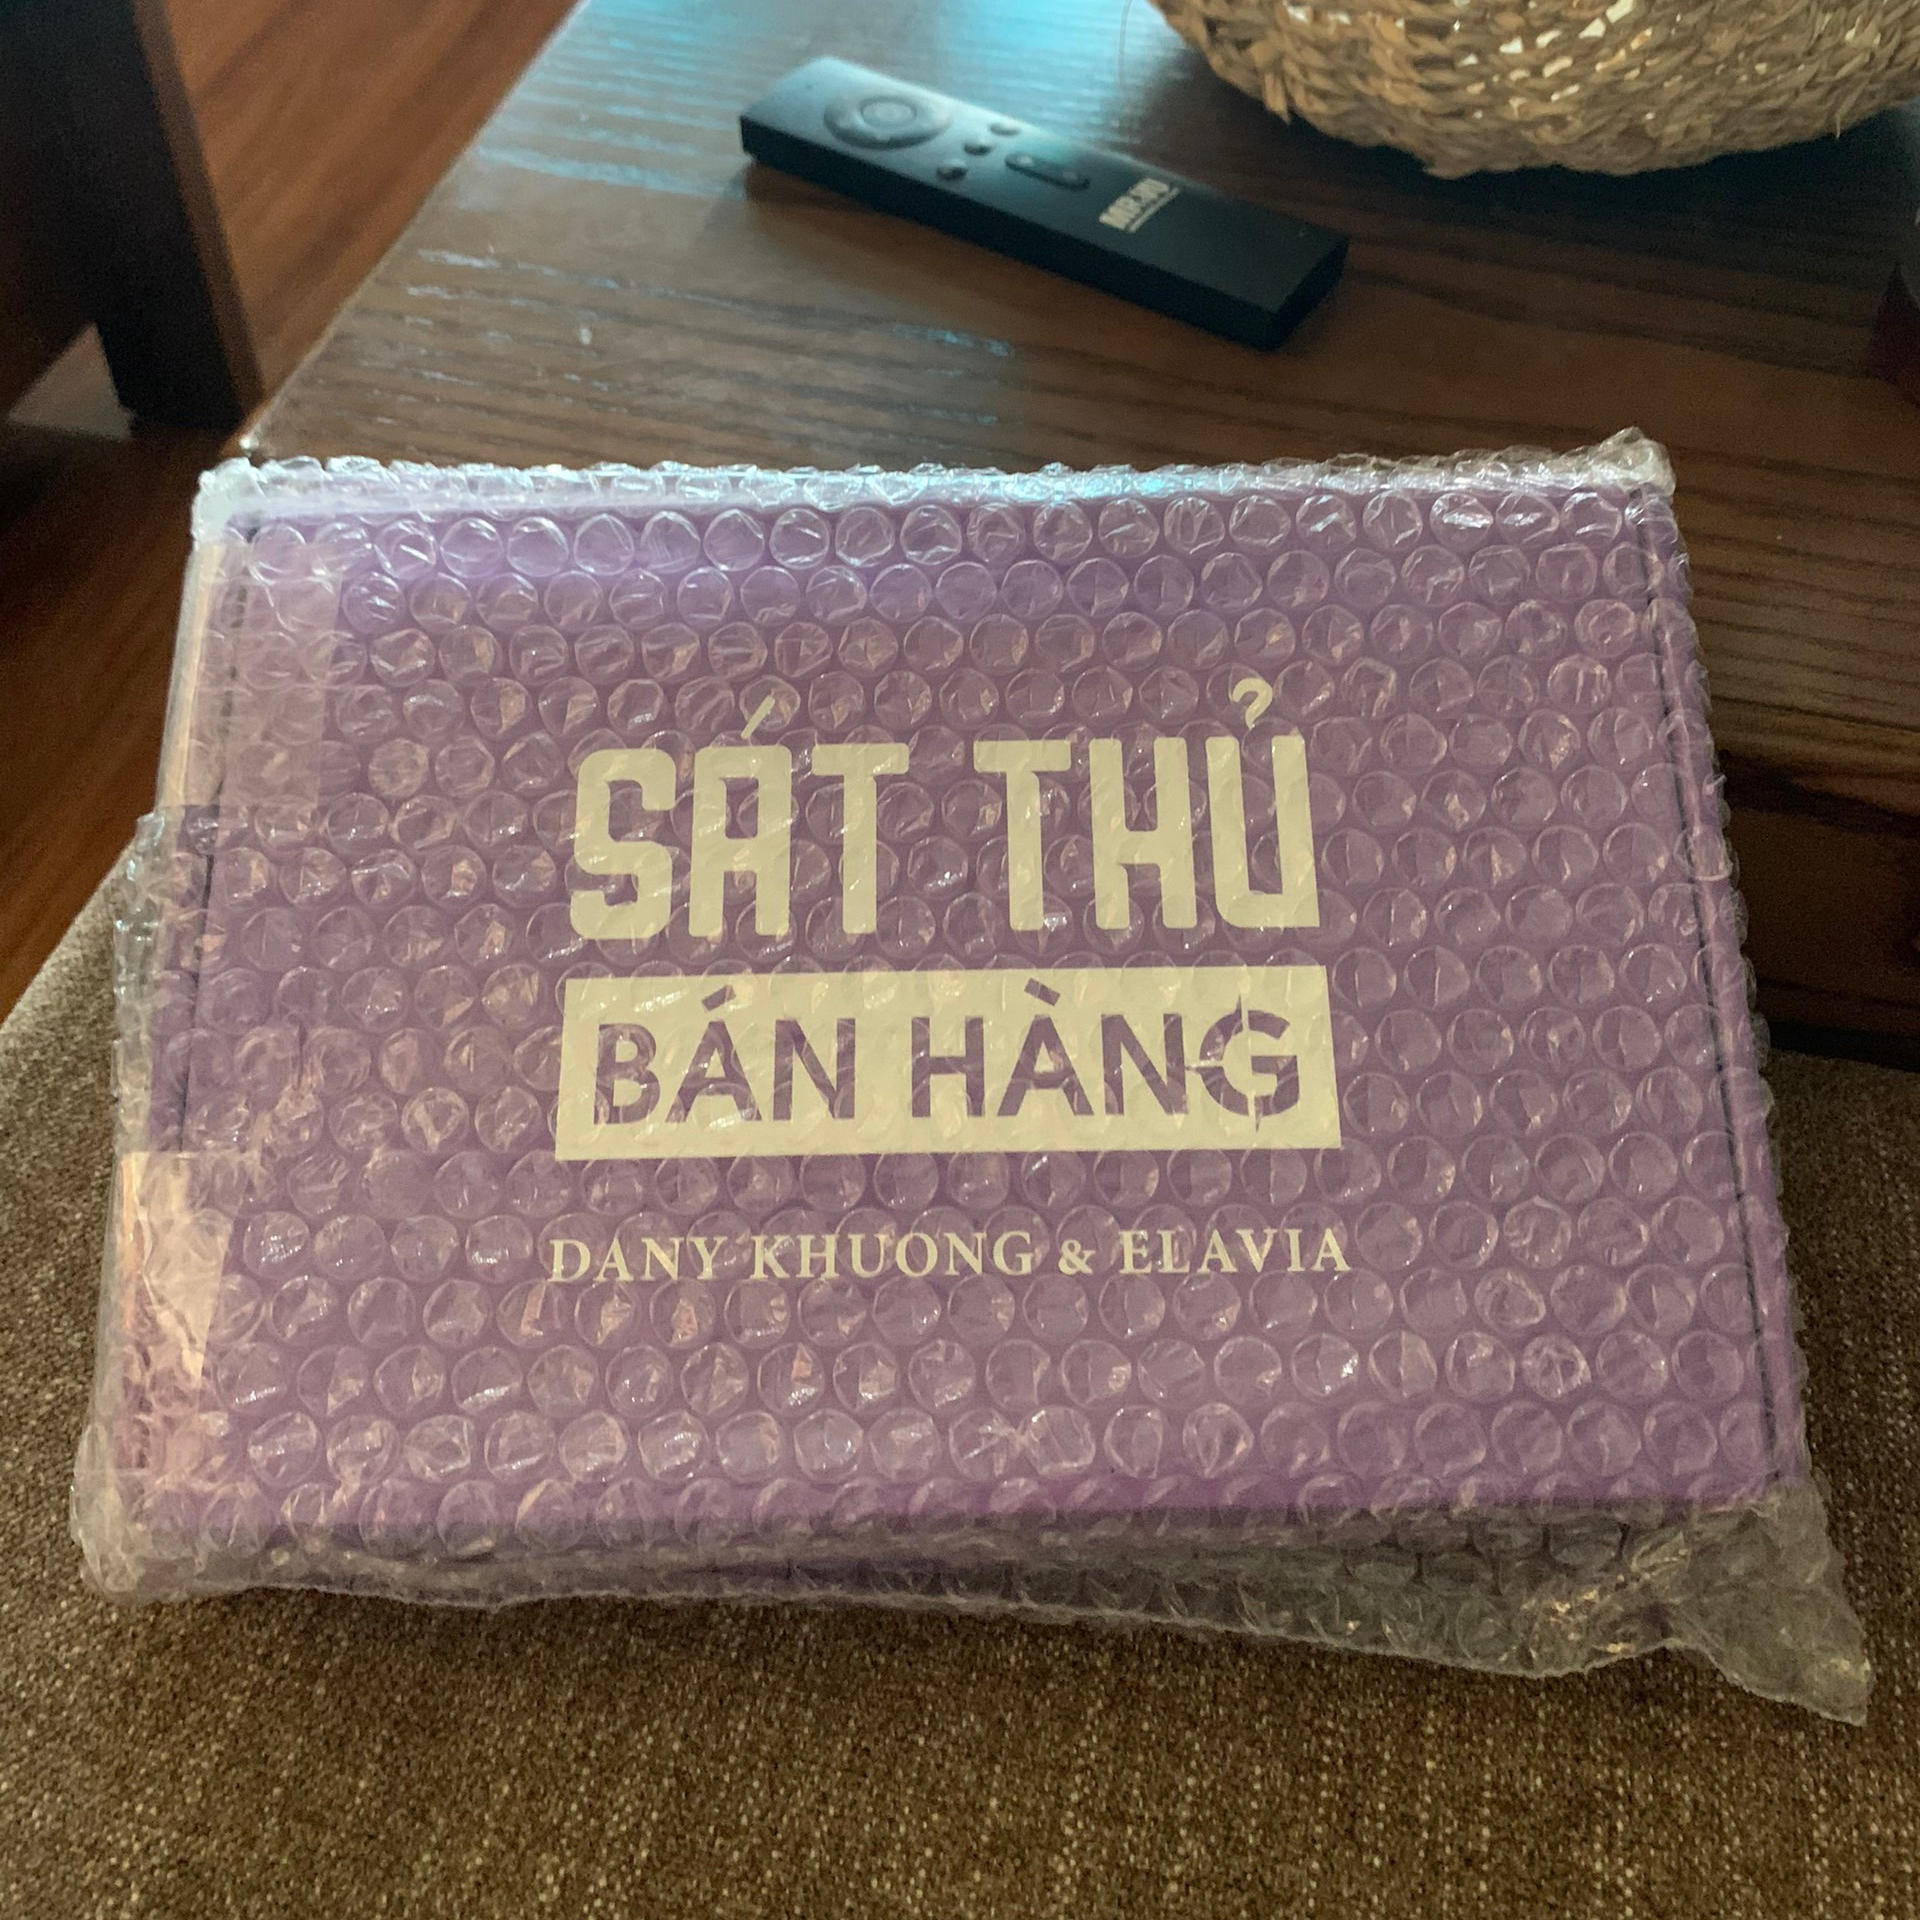 SÁT THỦ
BÁN HÀNG
DANY KHUONG & ELAVIA